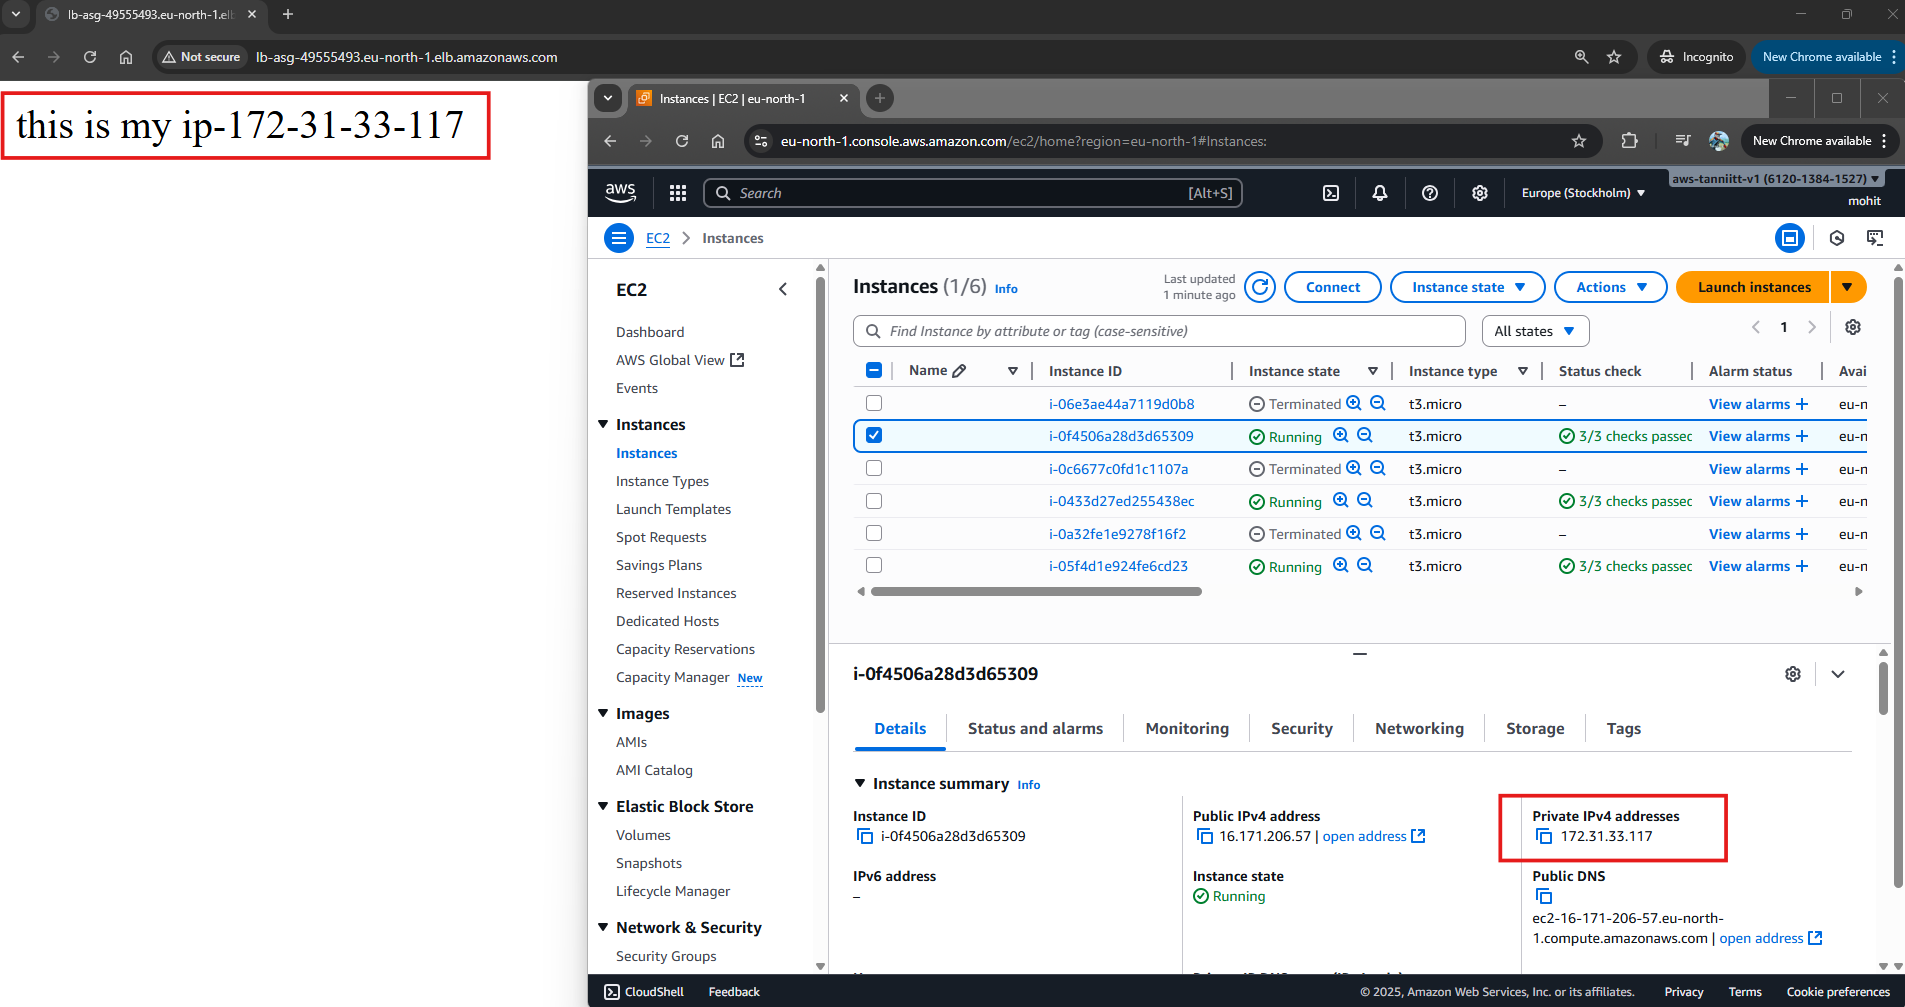 lb-asg-49555493.eu-north-1.elb
Not secure
lb-asg-49555493.eu-north-1.elb.amazonaws.com
Incognito
New Chrome available
this is my ip-172-31-33-117
Instances | EC2 | eu-north-1
eu-north-1.console.aws.amazon.com/ec2/home?region=eu-north-1#Instances:
New Chrome available
aws
Search
[Alt+S]
Europe (Stockholm)
aws-tanniitt-v1 (6120-1384-1527)
mohit
EC2
Instances
EC2
Dashboard
AWS Global View
Events
Instances
Instances
Instance Types
Launch Templates
Spot Requests
Savings Plans
Reserved Instances
Dedicated Hosts
Capacity Reservations
Capacity Manager New
Images
AMIs
AMI Catalog
Elastic Block Store
Volumes
Snapshots
Lifecycle Manager
Network & Security
Security Groups
Instances (1/6) Info
Last updated
1 minute ago
Connect
Instance state
Actions
Launch instances
Find Instance by attribute or tag (case-sensitive)
All states
1
Name Instance ID Instance state Instance type Status check Alarm status Avai
i-06e3ae44a7119d0b8 Terminated t3.micro – View alarms + eu-n
i-0f4506a28d3d65309 Running t3.micro 3/3 checks passed View alarms + eu-n
i-0c6677c0fd1c1107a Terminated t3.micro – View alarms + eu-n
i-0433d27ed255438ec Running t3.micro 3/3 checks passed View alarms + eu-n
i-0a32fe1e9278f16f2 Terminated t3.micro – View alarms + eu-n
i-05f4d1e924fe6cd23 Running t3.micro 3/3 checks passed View alarms + eu-n
i-0f4506a28d3d65309
Details Status and alarms Monitoring Security Networking Storage Tags
Instance summary Info
Instance ID
i-0f4506a28d3d65309
Public IPv4 address
16.171.206.57 | open address
Private IPv4 addresses
172.31.33.117
IPv6 address
–
Instance state
Running
Public DNS
ec2-16-171-206-57.eu-north-
1.compute.amazonaws.com | open address
CloudShell
Feedback
© 2025, Amazon Web Services, Inc. or its affiliates.
Privacy
Terms
Cookie preferences